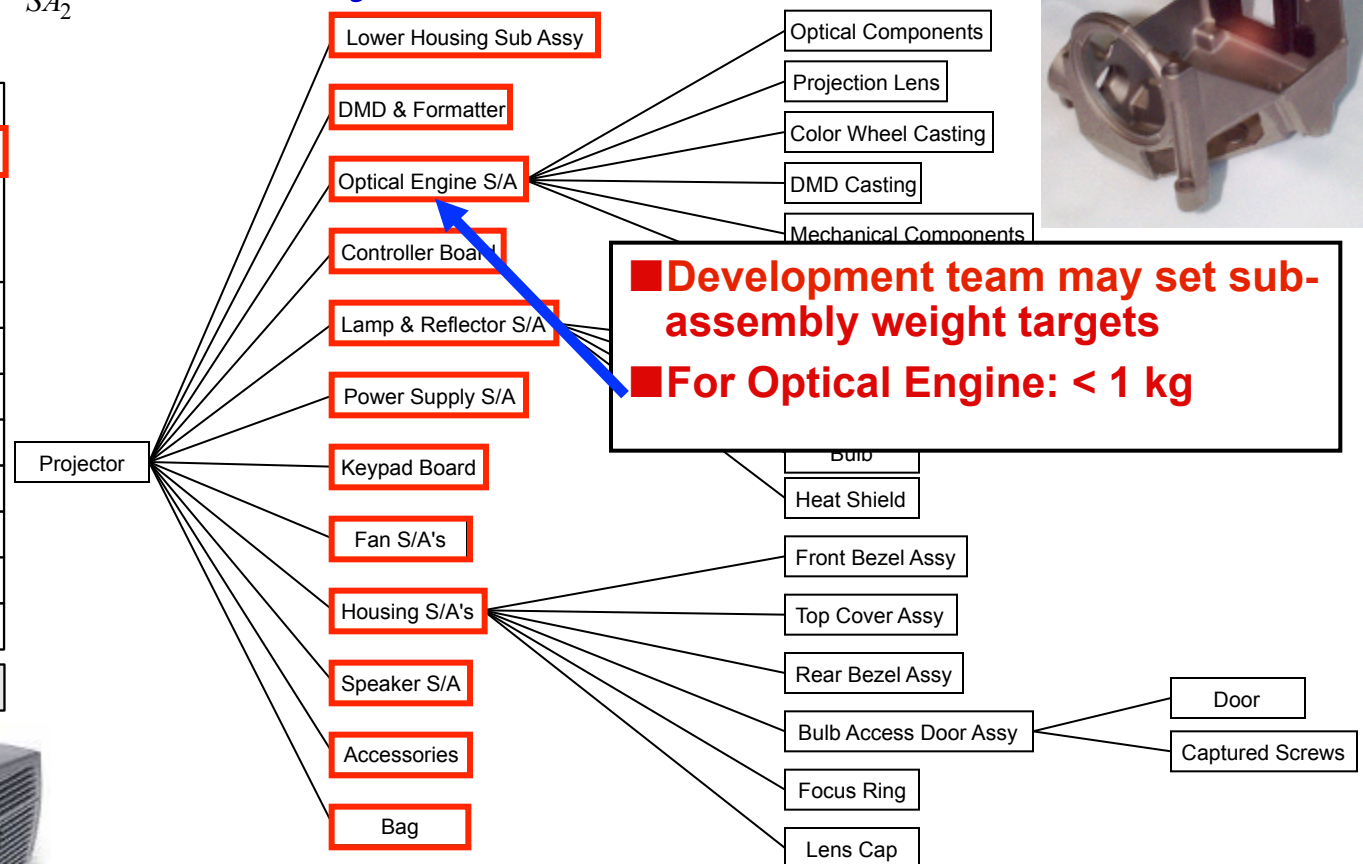 SA2
Lower Housing Sub Assy
DMD & Formatter
Optical Engine S/A
Controller Board
Lamp & Reflector S/A
Power Supply S/A
Projector
Keypad Board
Fan S/A's
Housing S/A's
Speaker S/A
Accessories
Bag
Optical Components
Projection Lens
Color Wheel Casting
DMD Casting
Mechanical Components
■Development team may set sub-
assembly weight targets
■For Optical Engine: < 1 kg
Bulb
Heat Shield
Front Bezel Assy
Top Cover Assy
Rear Bezel Assy
Bulb Access Door Assy
Focus Ring
Lens Cap
Door
Captured Screws